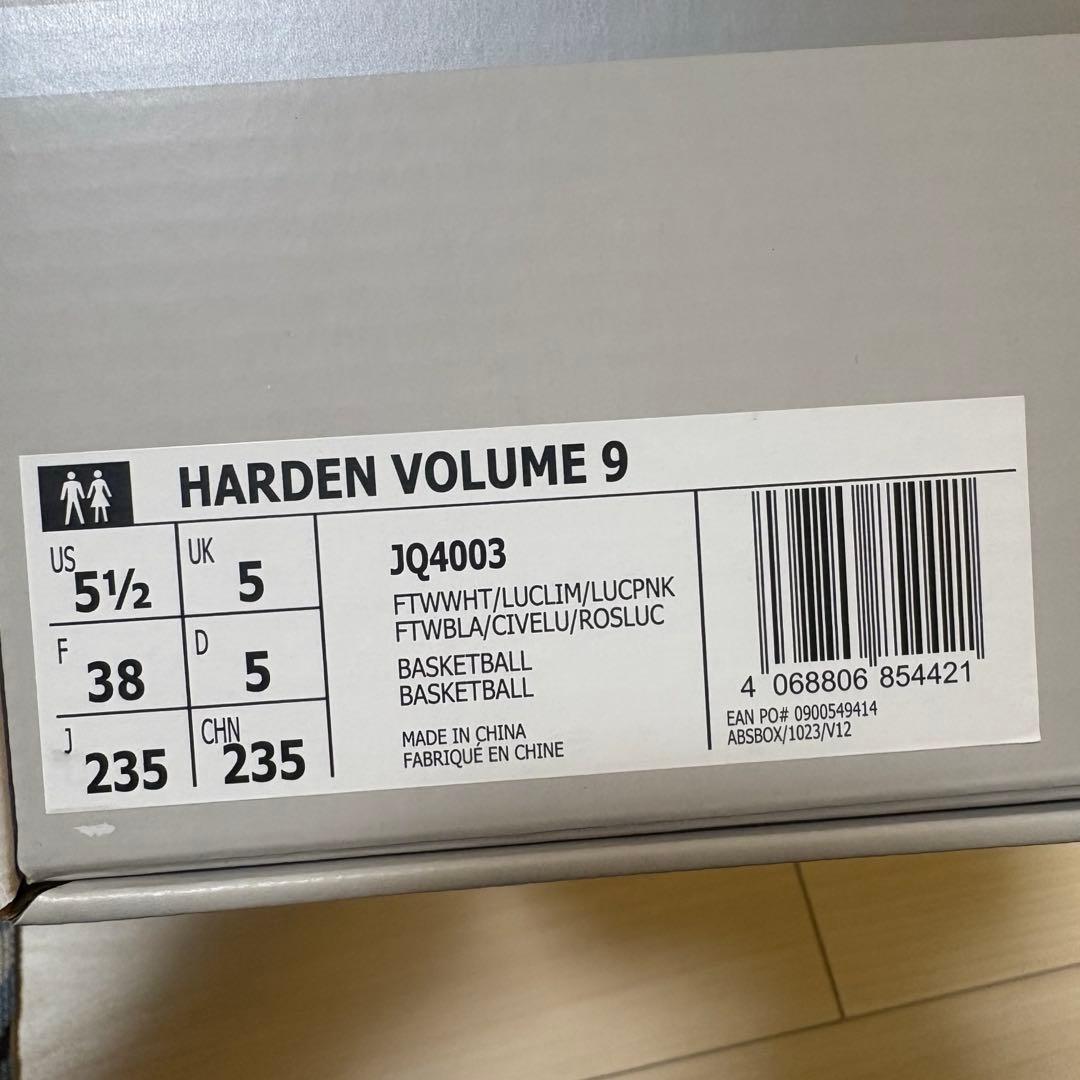 HARDEN VOLUME 9
US 5½
UK 5
F 38
D 5
J 235
CHN 235
JQ4003
FTWWHT/LUCLIM/LUCPNK
FTWBLA/CIVELU/ROSLUC
BASKETBALL
BASKETBALL
MADE IN CHINA
FABRIQUÉ EN CHINE
4 068806 854421
EAN PO# 0900549414
ABSBOX/1023/V12